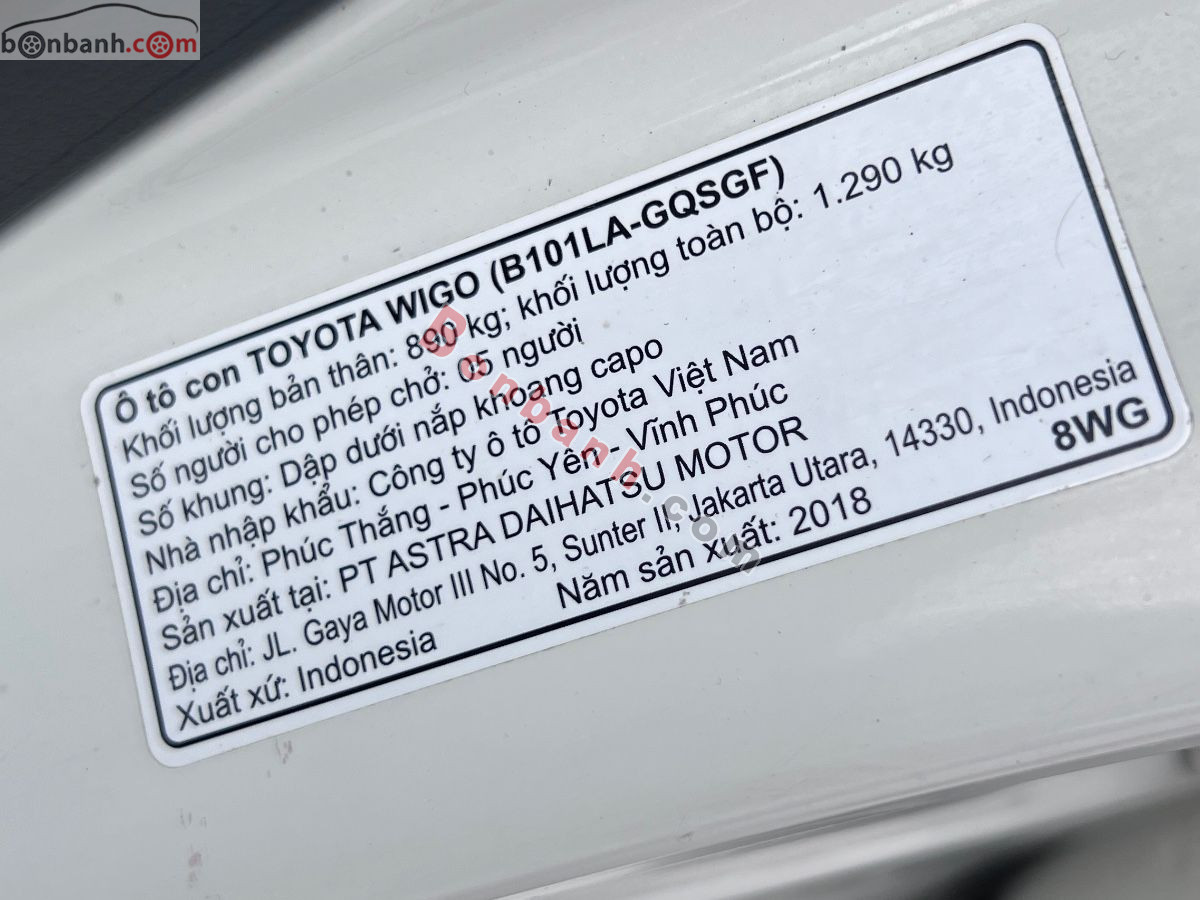 bonbanh.com
Ô tô con TOYOTA WIGO (B101LA-GQSGF)
Khối lượng bản thân: 890 kg; khối lượng toàn bộ: 1.290 kg
Số người cho phép chở: 05 người
Số khung: Dập dưới nắp khoang capo
Nhà nhập khẩu: Công ty ô tô Toyota Việt Nam
Địa chỉ: Phúc Thắng - Phúc Yên - Vĩnh Phúc
Sản xuất tại: PT ASTRA DAIHATSU MOTOR
Địa chỉ: JL. Gaya Motor III No. 5, Sunter II, Jakarta Utara, 14330, Indonesia
Xuất xứ: Indonesia Năm sản xuất: 2018 8WG
Bonbanh.com